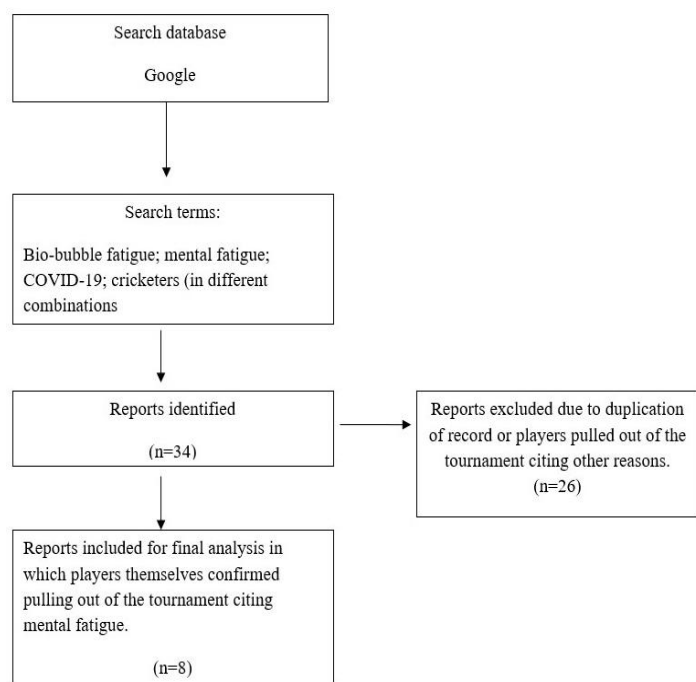 Search database
Google
Search terms:
Bio-bubble fatigue; mental fatigue;
COVID-19; cricketers (in different
combinations
Reports identified
(n=34)
Reports excluded due to duplication
of record or players pulled out of the
tournament citing other reasons.
(n=26)
Reports included for final analysis in
which players themselves confirmed
pulling out of the tournament citing
mental fatigue.
(n=8)